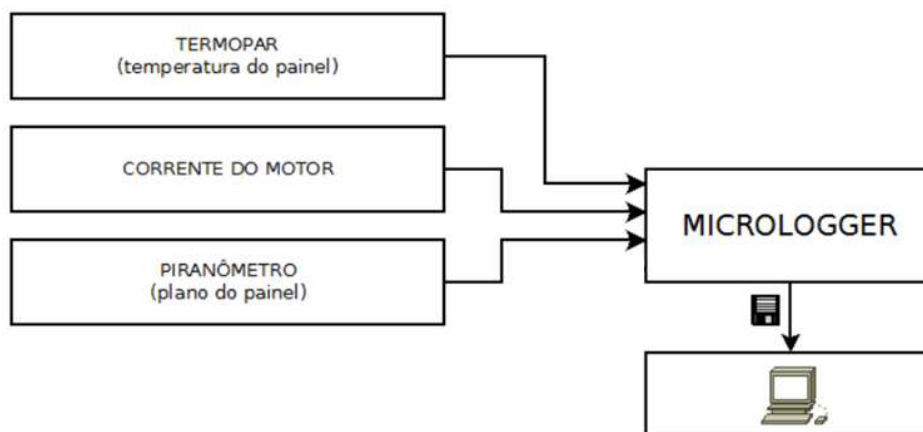 TERMOPAR
(temperatura do painel)
CORRENTE DO MOTOR
PIRANÔMETRO
(plano do painel)
MICROLOGGER